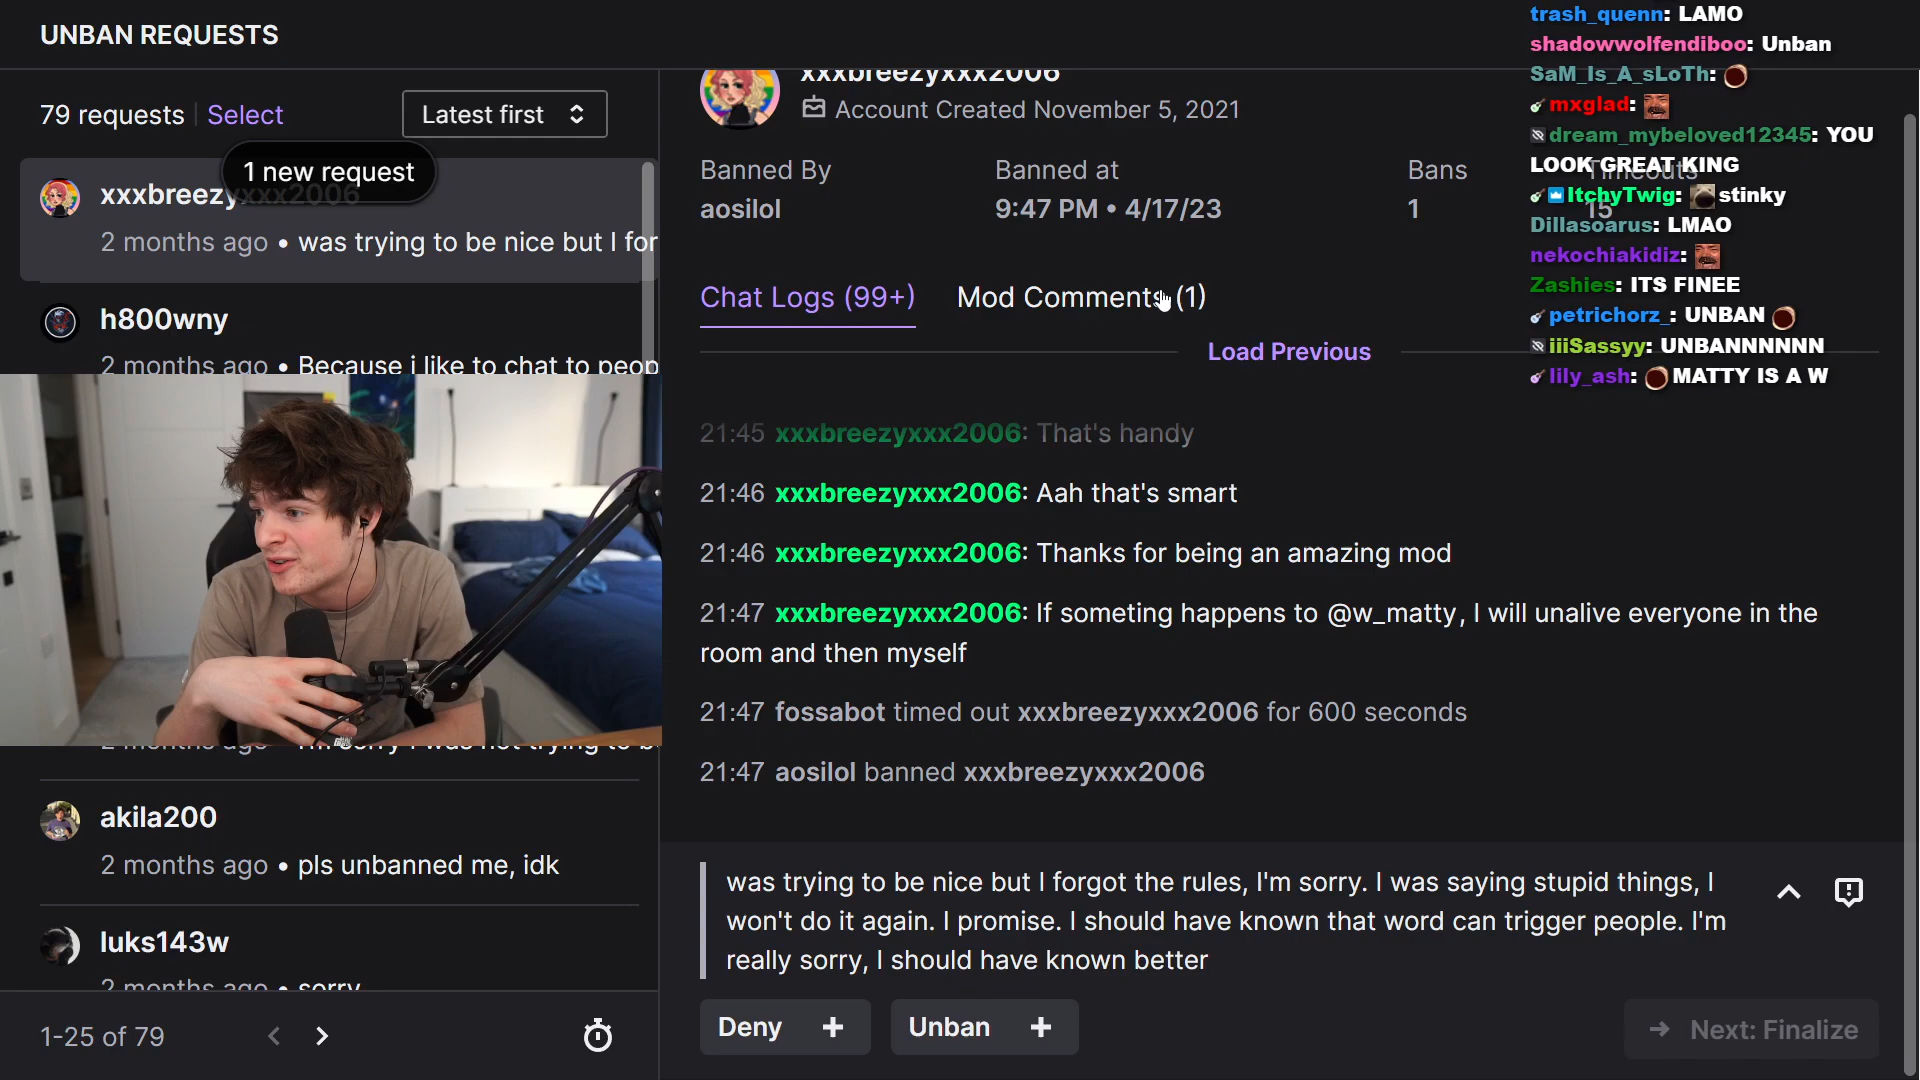 UNBAN REQUESTS
79 requests
Select
Latest first
1 new request
xxxbreezyxxx2006
2 months ago • was trying to be nice but I for
h800wny
2 months ago • Because i like to chat to peop
akila200
2 months ago • pls unbanned me, idk
luks143w
2 months ago • sorry
1-25 of 79
xxxbreezyxxx2006
Account Created November 5, 2021
Banned By
aosilol
Banned at
9:47 PM • 4/17/23
Bans
1
Timeouts
15
Chat Logs (99+)
Mod Comments (1)
Load Previous
21:45 xxxbreezyxxx2006: That's handy
21:46 xxxbreezyxxx2006: Aah that's smart
21:46 xxxbreezyxxx2006: Thanks for being an amazing mod
21:47 xxxbreezyxxx2006: If someting happens to @w_matty, I will unalive everyone in the
room and then myself
21:47 fossabot timed out xxxbreezyxxx2006 for 600 seconds
21:47 aosilol banned xxxbreezyxxx2006
was trying to be nice but I forgot the rules, I'm sorry. I was saying stupid things, I
won't do it again. I promise. I should have known that word can trigger people. I'm
really sorry, I should have known better
Deny +
Unban +
Next: Finalize
trash_quenn: LAMO
shadowwolfendiboo: Unban
SaM_Is_A_sLoTh:
mxglad:
dream_mybeloved12345: YOU
LOOK GREAT KING
ItchyTwig: stinky
Dillasoarus: LMAO
nekochiakidiz:
Zashies: ITS FINEE
petrichorz_: UNBAN
iiiSassyy: UNBANNNNNN
lily_ash: MATTY IS A W